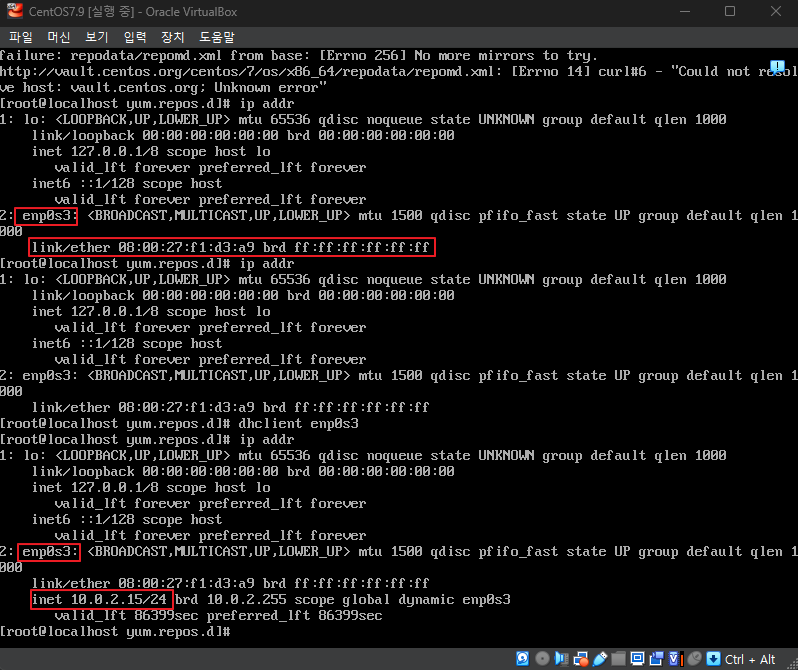 CentOS7.9 [실행 중] - Oracle VirtualBox
파일 머신 보기 입력 장치 도움말
failure: repodata/repomd.xml from base: [Errno 256] No more mirrors to try.
http://vault.centos.org/centos/7/os/x86_64/repodata/repomd.xml: [Errno 14] curl#6 - "Could not resol
ve host: vault.centos.org; Unknown error"
[root@localhost yum.repos.d]# ip addr
1: lo: <LOOPBACK,UP,LOWER_UP> mtu 65536 qdisc noqueue state UNKNOWN group default qlen 1000
link/loopback 00:00:00:00:00:00 brd 00:00:00:00:00:00
inet 127.0.0.1/8 scope host lo
valid_lft forever preferred_lft forever
inet6 ::1/128 scope host
valid_lft forever preferred_lft forever
2: enp0s3: <BROADCAST,MULTICAST,UP,LOWER_UP> mtu 1500 qdisc pfifo_fast state UP group default qlen 1
000
link/ether 08:00:27:f1:d3:a9 brd ff:ff:ff:ff:ff:ff
[root@localhost yum.repos.d]# ip addr
1: lo: <LOOPBACK,UP,LOWER_UP> mtu 65536 qdisc noqueue state UNKNOWN group default qlen 1000
link/loopback 00:00:00:00:00:00 brd 00:00:00:00:00:00
inet 127.0.0.1/8 scope host lo
valid_lft forever preferred_lft forever
inet6 ::1/128 scope host
valid_lft forever preferred_lft forever
2: enp0s3: <BROADCAST,MULTICAST,UP,LOWER_UP> mtu 1500 qdisc pfifo_fast state UP group default qlen 1
000
link/ether 08:00:27:f1:d3:a9 brd ff:ff:ff:ff:ff:ff
[root@localhost yum.repos.d]# dhclient enp0s3
[root@localhost yum.repos.d]# ip addr
1: lo: <LOOPBACK,UP,LOWER_UP> mtu 65536 qdisc noqueue state UNKNOWN group default qlen 1000
link/loopback 00:00:00:00:00:00 brd 00:00:00:00:00:00
inet 127.0.0.1/8 scope host lo
valid_lft forever preferred_lft forever
inet6 ::1/128 scope host
valid_lft forever preferred_lft forever
2: enp0s3: <BROADCAST,MULTICAST,UP,LOWER_UP> mtu 1500 qdisc pfifo_fast state UP group default qlen 1
000
link/ether 08:00:27:f1:d3:a9 brd ff:ff:ff:ff:ff:ff
inet 10.0.2.15/24 brd 10.0.2.255 scope global dynamic enp0s3
valid_lft 86399sec preferred_lft 86399sec
[root@localhost yum.repos.d]#
Ctrl + Alt